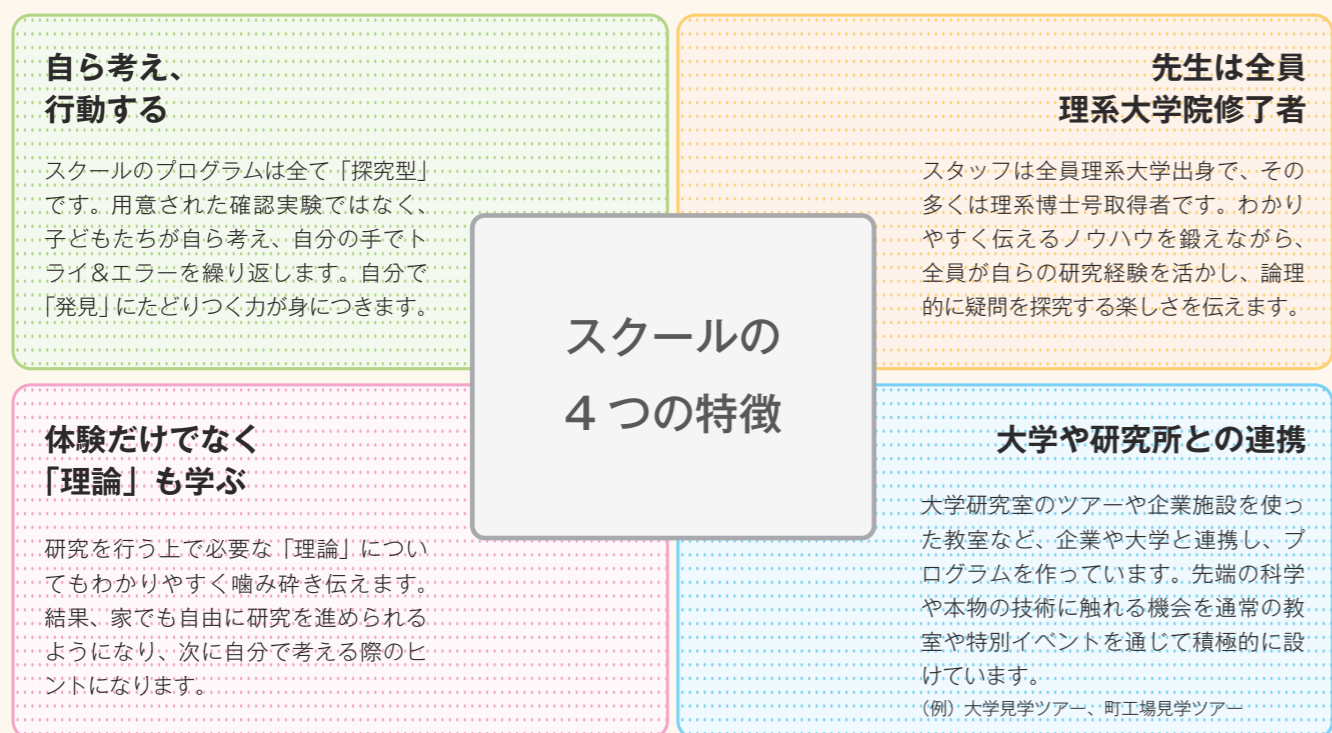 自ら考え、
行動する
スクールのプログラムは全て「探究型」
です。用意された確認実験ではなく、
子どもたちが自ら考え、自分の手でト
ライ&エラーを繰り返します。自分で
「発見」にたどりつく力が身につきます。
先生は全員
理系大学院修了者
スタッフは全員理系大学出身で、その
多くは理系博士号取得者です。わかり
やすく伝えるノウハウを鍛えながら、
全員が自らの研究経験を活かし、論理
的に疑問を探究する楽しさを伝えます。
スクールの
4つの特徴
体験だけでなく
「理論」も学ぶ
研究を行う上で必要な「理論」につい
てもわかりやすく噛み砕き伝えます。
結果、家でも自由に研究を進められる
ようになり、次に自分で考える際のヒ
ントになります。
大学や研究所との連携
大学研究室のツアーや企業施設を使っ
た教室など、企業や大学と連携し、プ
ログラムを作っています。先端の科学
や本物の技術に触れる機会を通常の教
室や特別イベントを通じて積極的に設
けています。
(例)大学見学ツアー、町工場見学ツアー